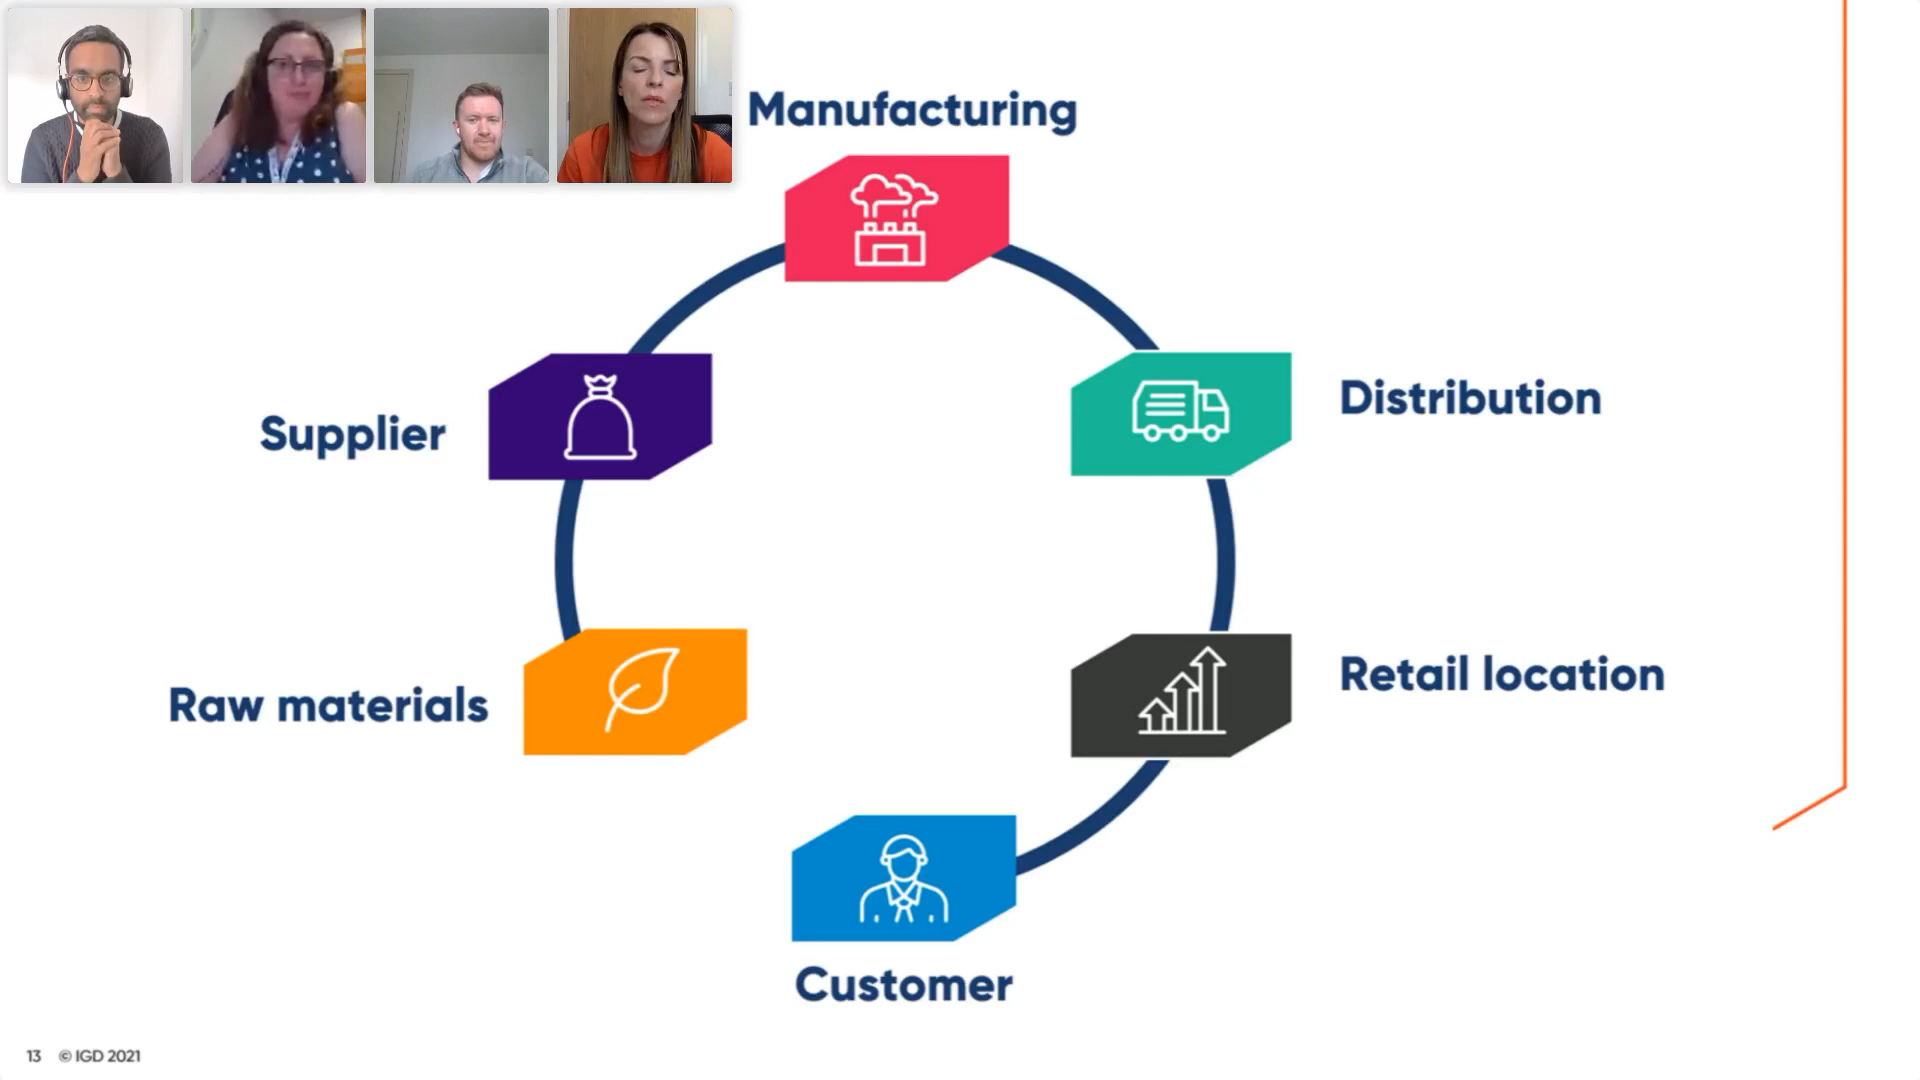 Manufacturing
Supplier
Distribution
Raw materials
Retail location
Customer
13 © IGD 2021